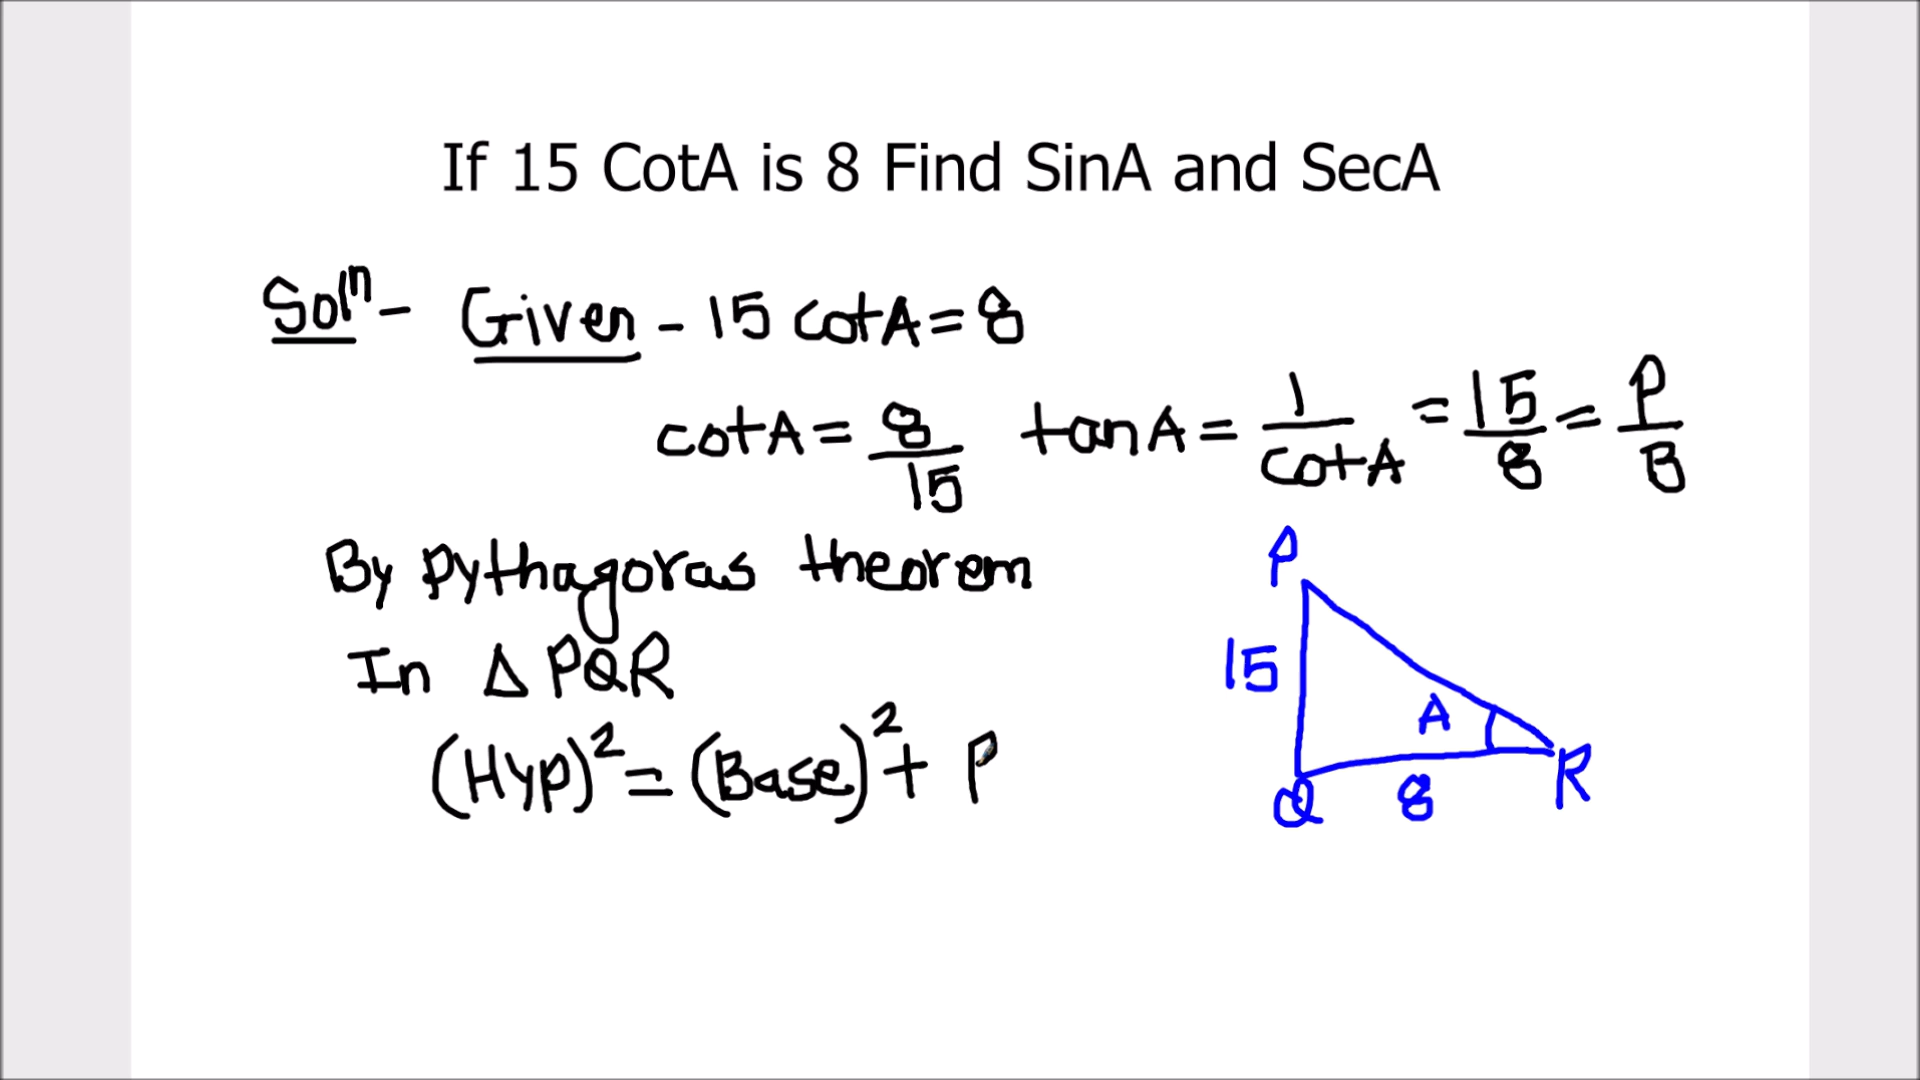 If 15 CotA is 8 Find SinA and SecA
Solⁿ - Given - 15 cotA = 8
cotA = 8/15 tanA = 1/cotA = 15/8 = P/B
By Pythagoras theorem
In Δ PQR
(Hyp)² = (Base)² + P
P
15
A
Q 8 R